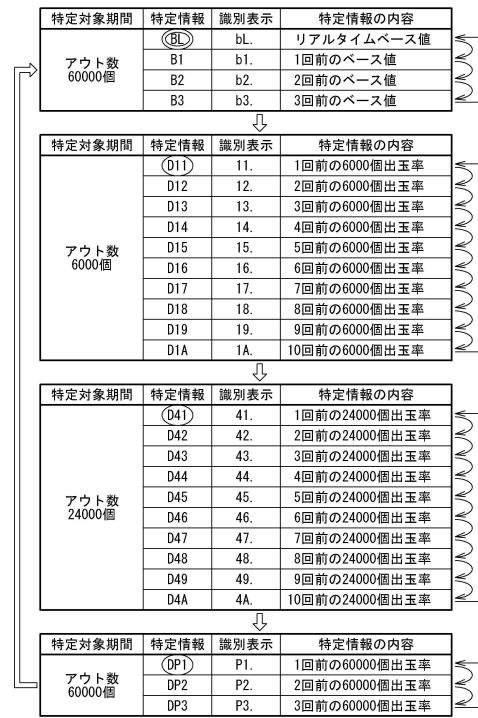 特定対象期間 特定情報 識別表示 特定情報の内容
アウト数
60000個
BL bL. リアルタイムベース値
B1 b1. 1回前のベース値
B2 b2. 2回前のベース値
B3 b3. 3回前のベース値
特定対象期間 特定情報 識別表示 特定情報の内容
アウト数
6000個
D11 11. 1回前の6000個出玉率
D12 12. 2回前の6000個出玉率
D13 13. 3回前の6000個出玉率
D14 14. 4回前の6000個出玉率
D15 15. 5回前の6000個出玉率
D16 16. 6回前の6000個出玉率
D17 17. 7回前の6000個出玉率
D18 18. 8回前の6000個出玉率
D19 19. 9回前の6000個出玉率
D1A 1A. 10回前の6000個出玉率
特定対象期間 特定情報 識別表示 特定情報の内容
アウト数
24000個
D41 41. 1回前の24000個出玉率
D42 42. 2回前の24000個出玉率
D43 43. 3回前の24000個出玉率
D44 44. 4回前の24000個出玉率
D45 45. 5回前の24000個出玉率
D46 46. 6回前の24000個出玉率
D47 47. 7回前の24000個出玉率
D48 48. 8回前の24000個出玉率
D49 49. 9回前の24000個出玉率
D4A 4A. 10回前の24000個出玉率
特定対象期間 特定情報 識別表示 特定情報の内容
アウト数
60000個
DP1 P1. 1回前の60000個出玉率
DP2 P2. 2回前の60000個出玉率
DP3 P3. 3回前の60000個出玉率